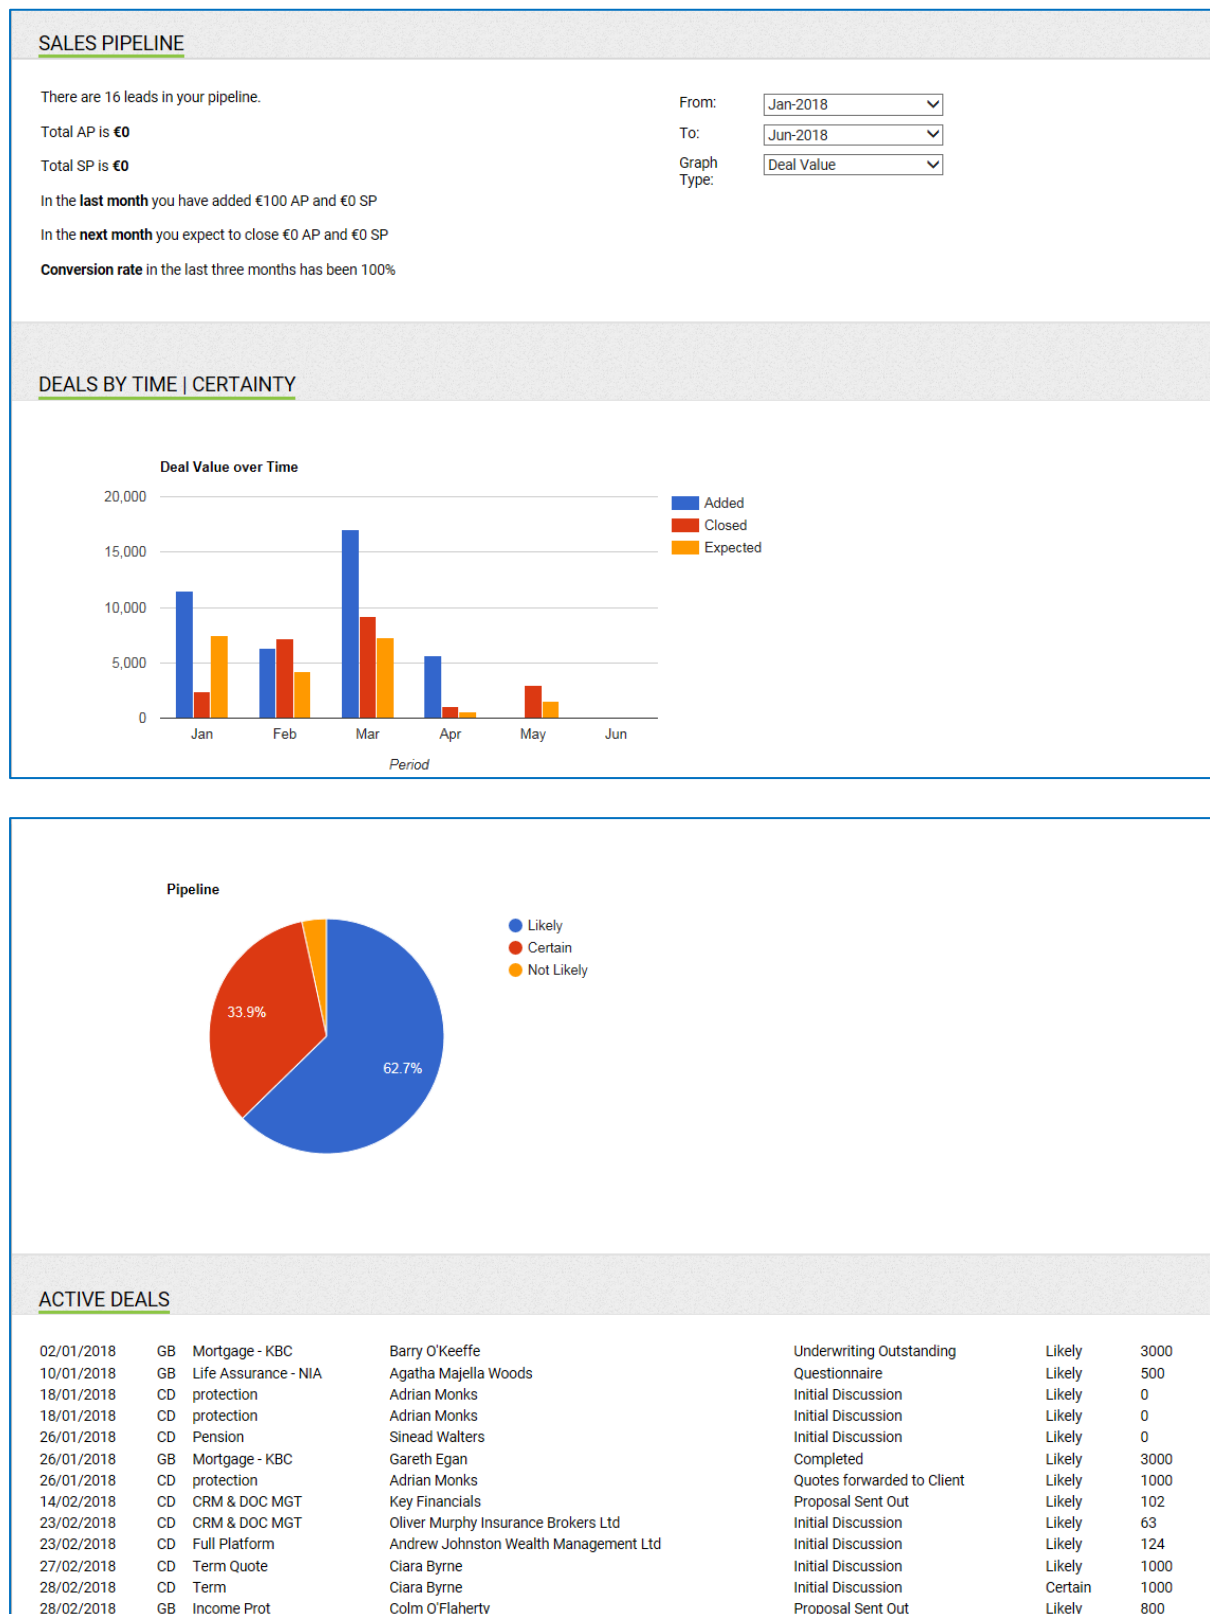 SALES PIPELINE
There are 16 leads in your pipeline.
Total AP is €0
Total SP is €0
In the last month you have added €100 AP and €0 SP
In the next month you expect to close €0 AP and €0 SP
Conversion rate in the last three months has been 100%
From: Jan-2018
To: Jun-2018
Graph Type: Deal Value
DEALS BY TIME | CERTAINTY
Deal Value over Time
20,000
15,000
10,000
5,000
0
Jan Feb Mar Apr May Jun
Period
Added
Closed
Expected
Pipeline
33.9%
62.7%
Likely
Certain
Not Likely
ACTIVE DEALS
02/01/2018 GB Mortgage - KBC Barry O'Keeffe Underwriting Outstanding Likely 3000
10/01/2018 GB Life Assurance - NIA Agatha Majella Woods Questionnaire Likely 500
18/01/2018 CD protection Adrian Monks Initial Discussion Likely 0
18/01/2018 CD protection Adrian Monks Initial Discussion Likely 0
26/01/2018 CD Pension Sinead Walters Initial Discussion Likely 0
26/01/2018 GB Mortgage - KBC Gareth Egan Completed Likely 3000
26/01/2018 CD protection Adrian Monks Quotes forwarded to Client Likely 1000
14/02/2018 CD CRM & DOC MGT Key Financials Proposal Sent Out Likely 102
23/02/2018 CD CRM & DOC MGT Oliver Murphy Insurance Brokers Ltd Initial Discussion Likely 63
23/02/2018 CD Full Platform Andrew Johnston Wealth Management Ltd Initial Discussion Likely 124
27/02/2018 CD Term Quote Ciara Byrne Initial Discussion Likely 1000
28/02/2018 CD Term Ciara Byrne Initial Discussion Certain 1000
28/02/2018 GB Income Prot Colm O'Flaherty Proposal Sent Out Likely 800